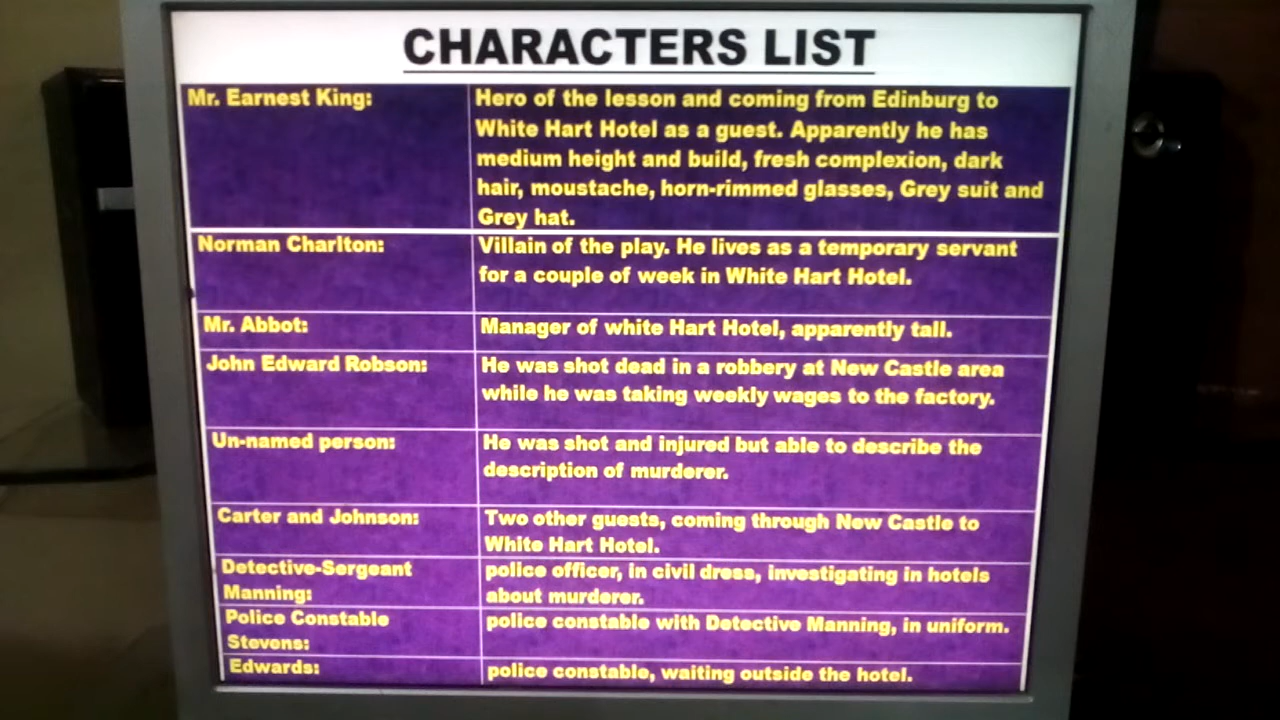 CHARACTERS LIST
Mr. Earnest King:
Hero of the lesson and coming from Edinburg to
White Hart Hotel as a guest. Apparently he has
medium height and build, fresh complexion, dark
hair, moustache, horn-rimmed glasses, Grey suit and
Grey hat.
Norman Charlton:
Villain of the play. He lives as a temporary servant
for a couple of week in White Hart Hotel.
Mr. Abbot:
Manager of white Hart Hotel, apparently tall.
John Edward Robson:
He was shot dead in a robbery at New Castle area
while he was taking weekly wages to the factory.
Un-named person:
He was shot and injured but able to describe the
description of murderer.
Carter and Johnson:
Two other guests, coming through New Castle to
White Hart Hotel.
Detective-Sergeant
Manning:
police officer, in civil dress, investigating in hotels
about murderer.
Police Constable
Stevens:
police constable with Detective Manning, in uniform.
Edwards:
police constable, waiting outside the hotel.